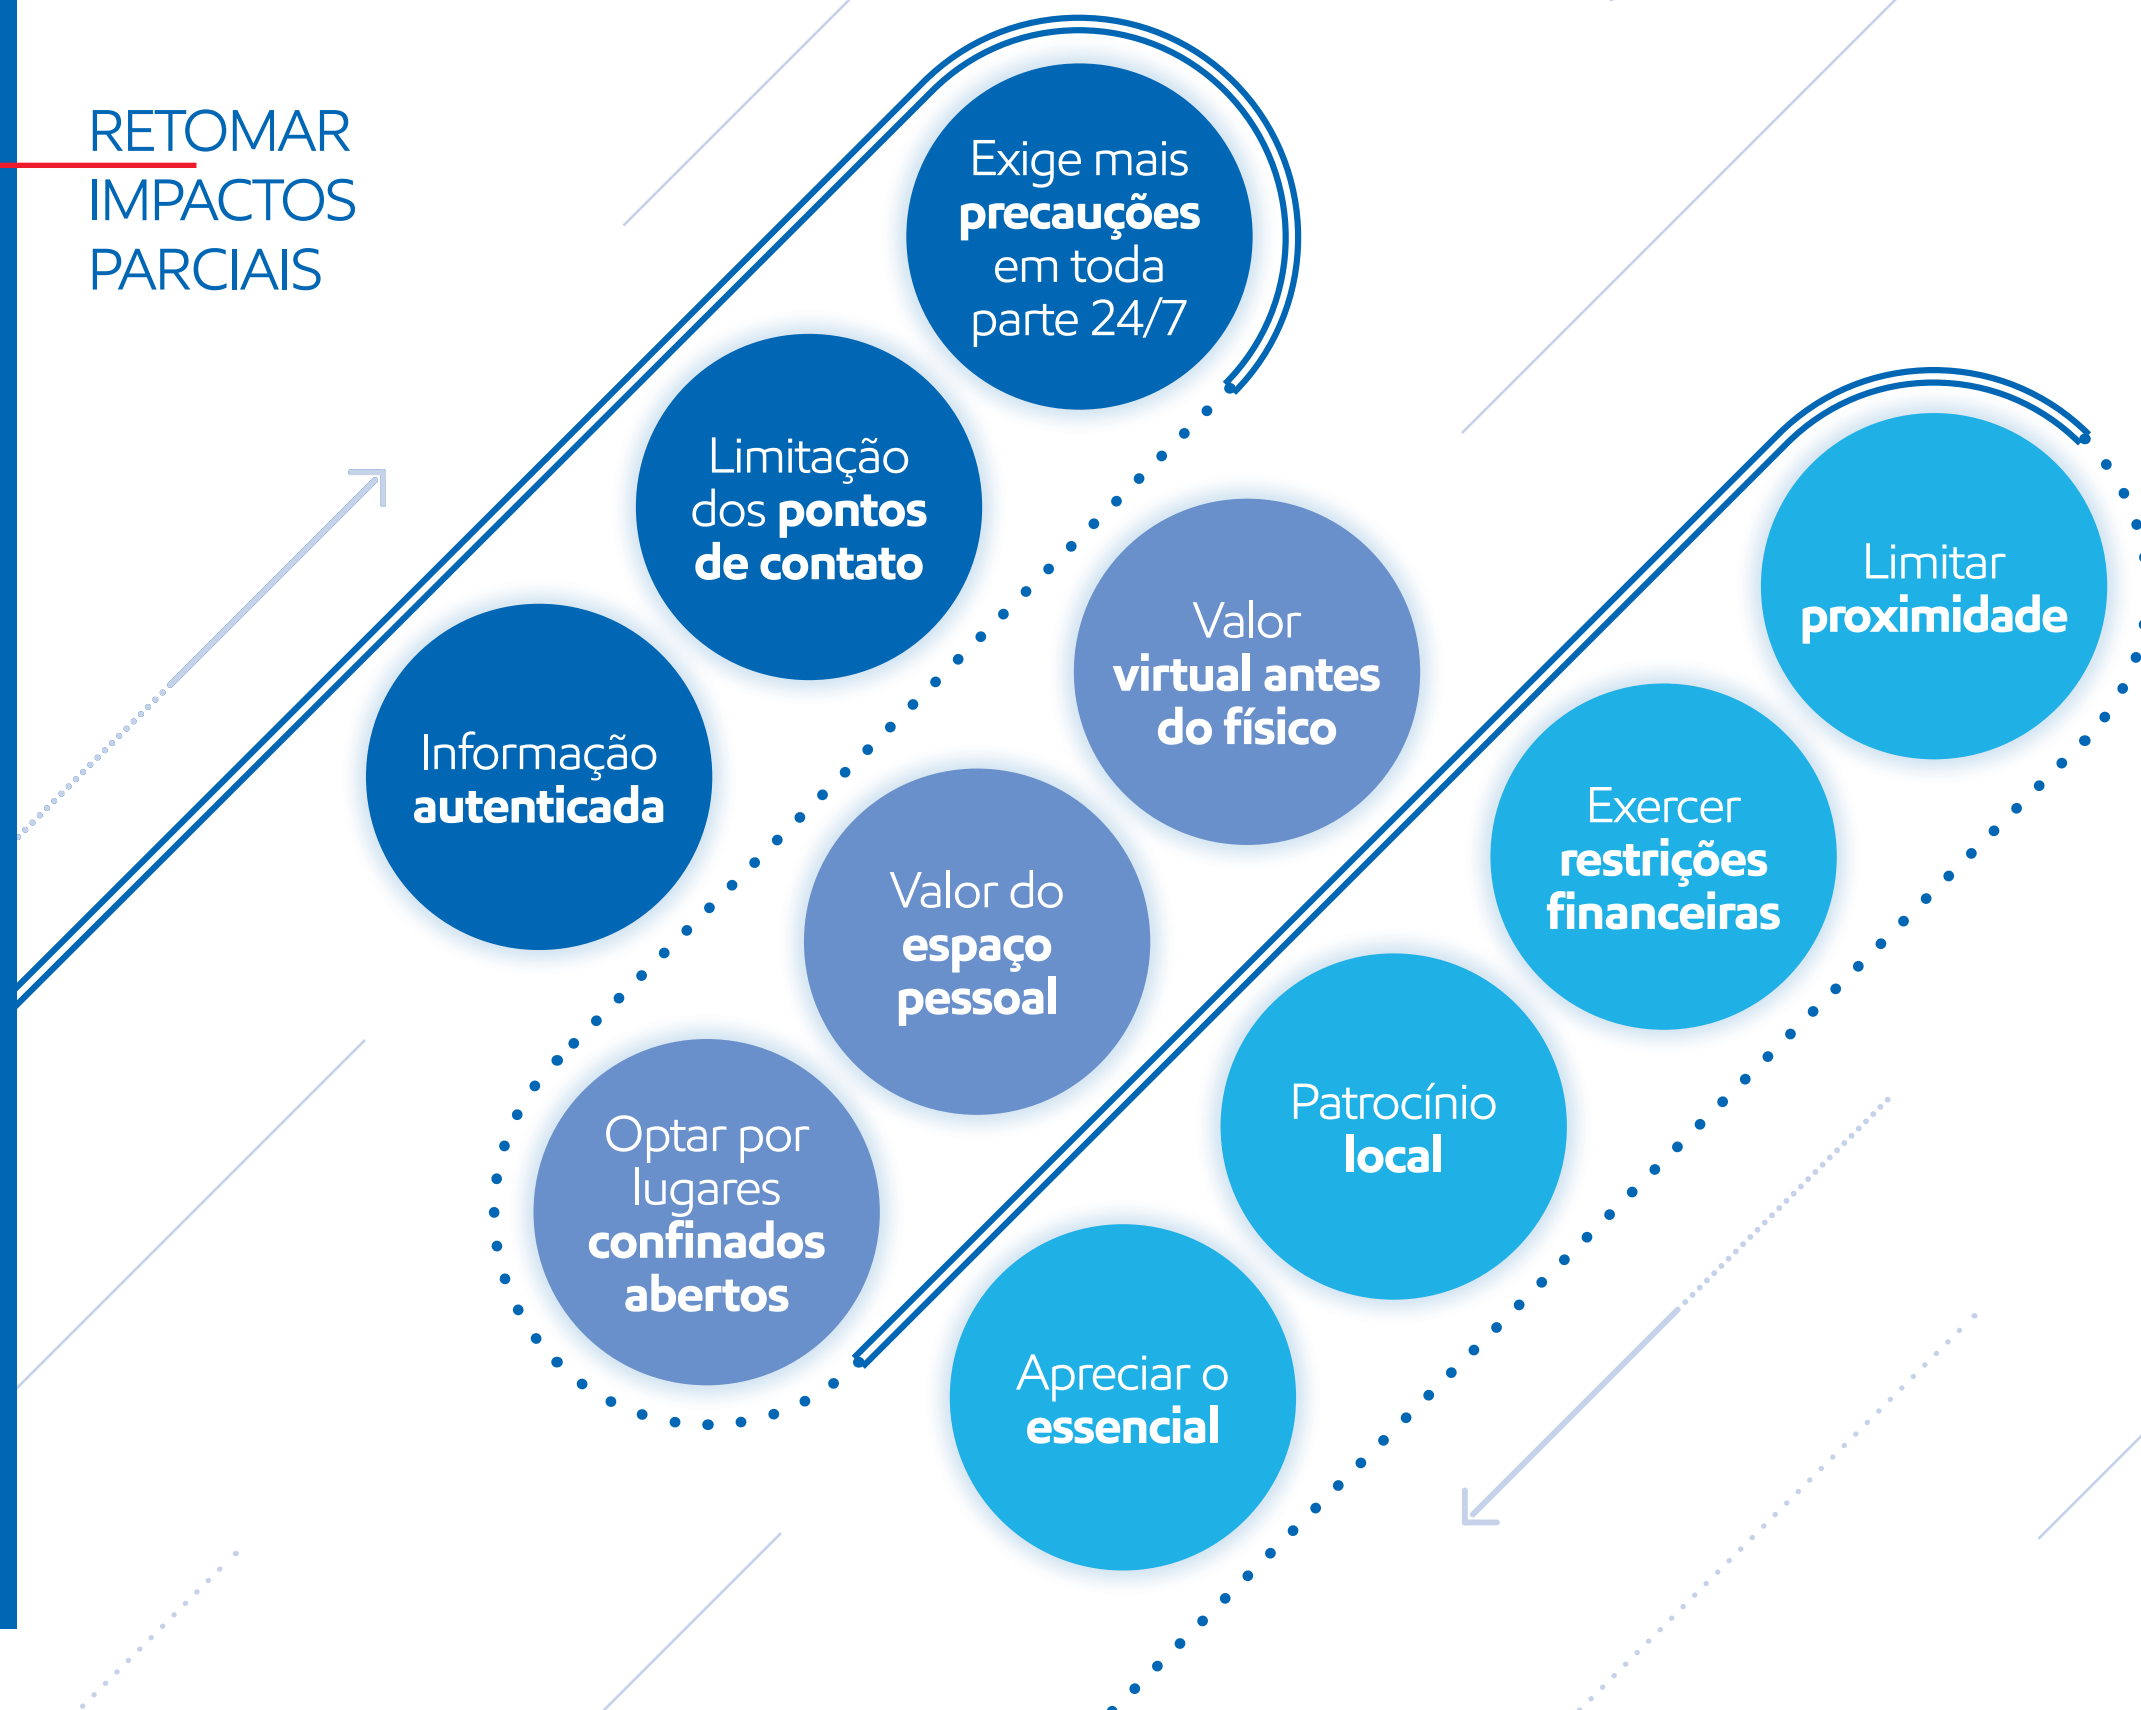 RETOMAR
IMPACTOS
PARCIAIS
Exige mais
precauções
em toda
parte 24/7
Limitação
dos pontos
de contato
Informação
autenticada
Valor
virtual antes
do físico
Valor do
espaço
pessoal
Optar por
lugares
confinados
abertos
Limitar
proximidade
Exercer
restrições
financeiras
Patrocínio
local
Apreciar o
essencial